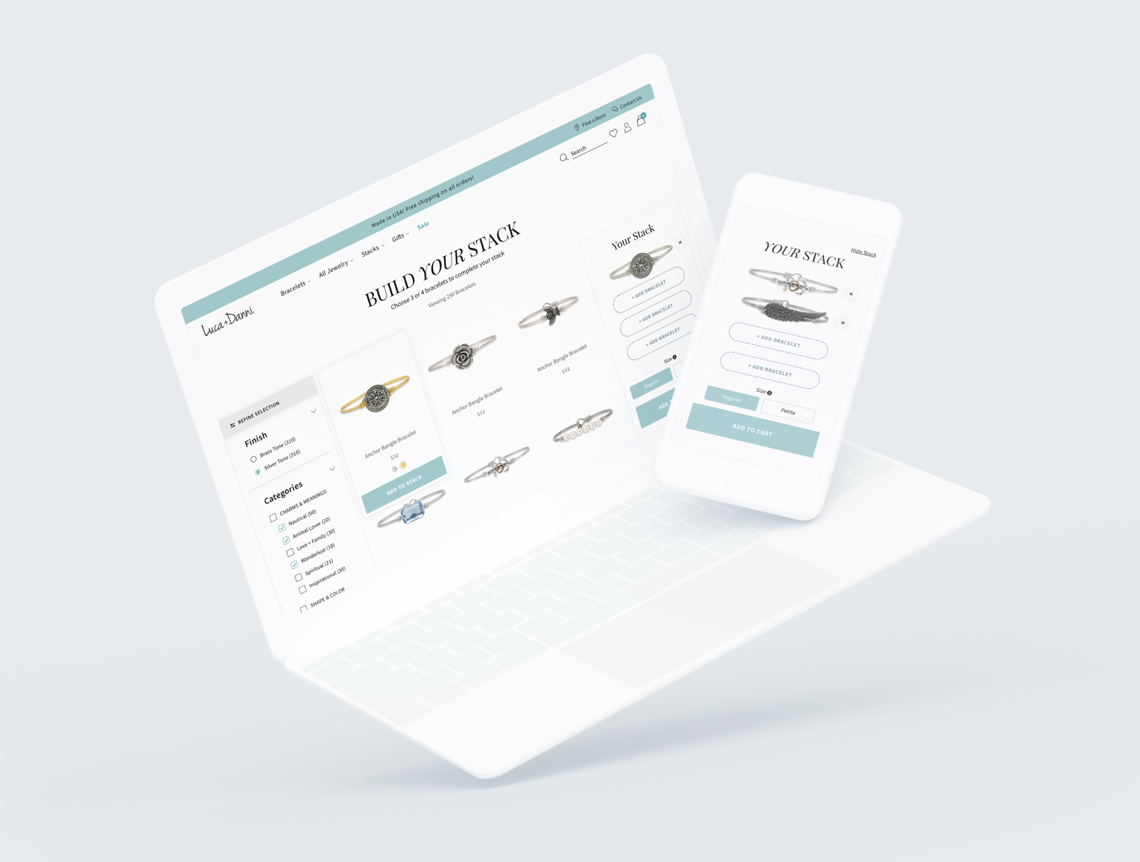 Made in USA! Free shipping on all orders!
Find a Store
Contact Us
Luca+Danni
Bracelets
All Jewelry
Stacks
Gifts
Sale
Search
BUILD YOUR STACK
Choose 3 or 4 bracelets to complete your stack
Viewing 250 Bracelets
REFINE SELECTION
Finish
Brass Tone (310)
Silver Tone (310)
Categories
CHARMS & MEANINGS
Nautical (50)
Animal Lover (20)
Love + Family (30)
Wanderlust (18)
Spiritual (21)
Inspirational (30)
SHAPE & COLOR
Anchor Bangle Bracelet
$32
ADD TO STACK
Anchor Bangle Bracelet
$32
Anchor Bangle Bracelet
$32
Your Stack
+ ADD BRACELET
+ ADD BRACELET
+ ADD BRACELET
Size
Regular
ADD
YOUR STACK
Hide Stack
+ ADD BRACELET
+ ADD BRACELET
Size
Regular
Petite
ADD TO CART